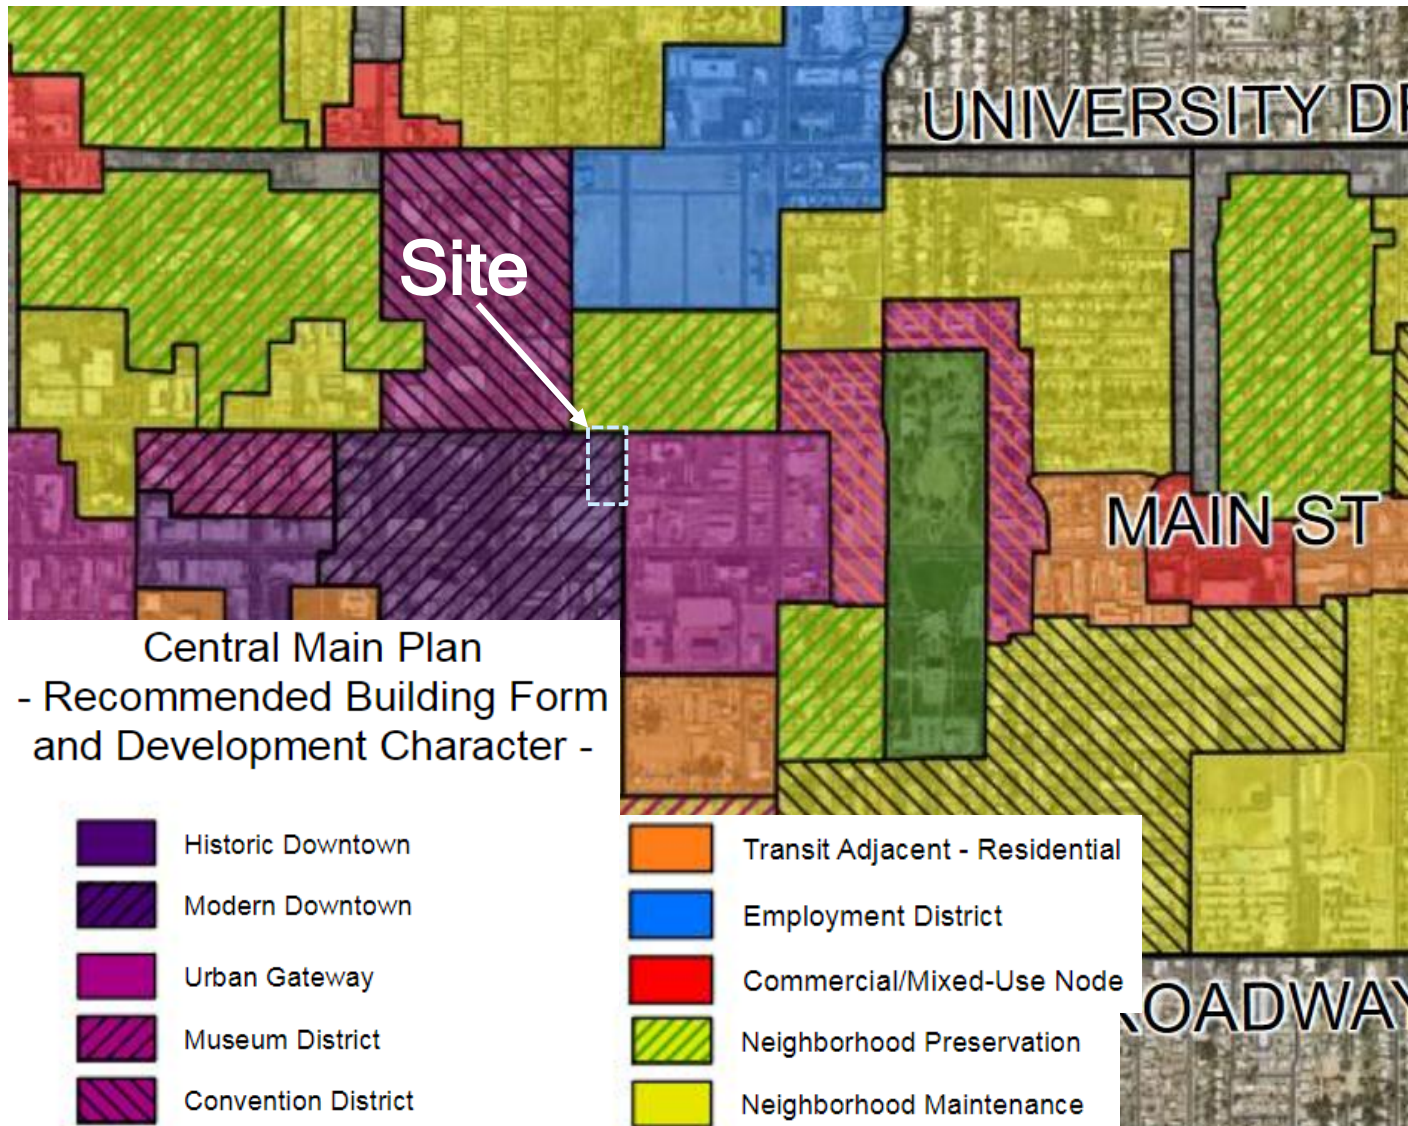 UNIVERSITY DR
Site
MAIN ST
Central Main Plan
- Recommended Building Form
and Development Character -
Historic Downtown
Modern Downtown
Urban Gateway
Museum District
Convention District
Transit Adjacent - Residential
Employment District
Commercial/Mixed-Use Node
Neighborhood Preservation
Neighborhood Maintenance
ROADWAY